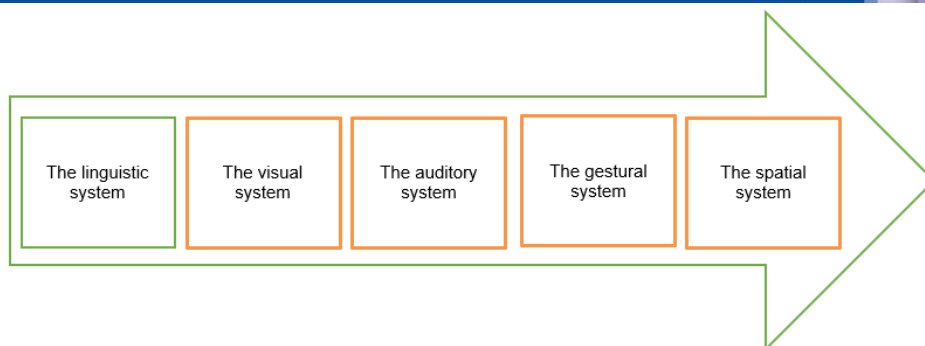 The linguistic
system
The visual
system
The auditory
system
The gestural
system
The spatial
system